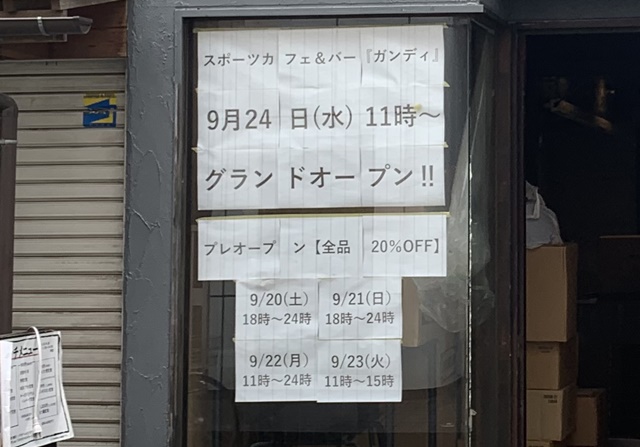 スポーツカフェ＆バー『ガンディ』
9月24日(水)11時～
グランドオープン!!
プレオープン【全品20%OFF】
9/20(土) 9/21(日)
18時～24時 18時～24時
9/22(月) 9/23(火)
11時～24時 11時～15時